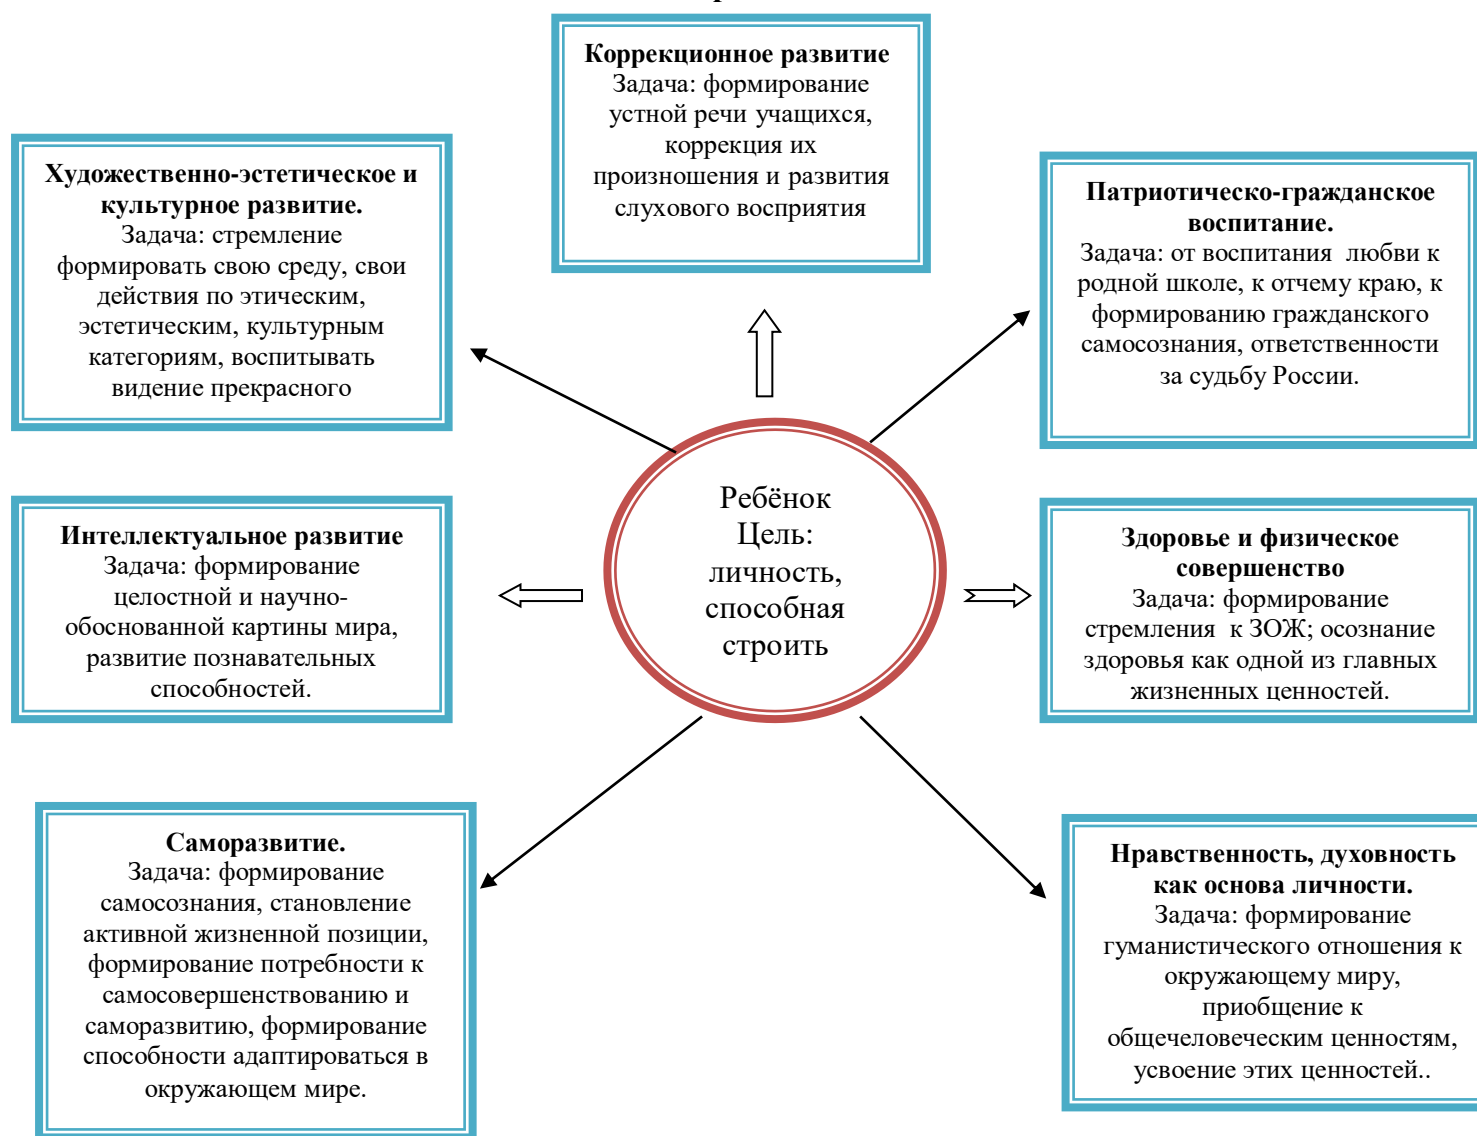 Коррекционное развитие
Задача: формирование
устной речи учащихся,
коррекция их
произношения и развития
слухового восприятия
Художественно-эстетическое и
культурное развитие.
Задача: стремление
формировать свою среду, свои
действия по этическим,
эстетическим, культурным
категориям, воспитывать
видение прекрасного
Патриотическо-гражданское
воспитание.
Задача: от воспитания  любви к
родной школе, к отчему краю, к
формированию гражданского
самосознания, ответственности
за судьбу России.
Ребёнок
Цель:
личность,
способная
строить
Интеллектуальное развитие
Задача: формирование
целостной и научно-
обоснованной картины мира,
развитие познавательных
способностей.
Здоровье и физическое
совершенство
Задача: формирование
стремления  к ЗОЖ; осознание
здоровья как одной из главных
жизненных ценностей.
Саморазвитие.
Задача: формирование
самосознания, становление
активной жизненной позиции,
формирование потребности к
самосовершенствованию и
саморазвитию, формирование
способности адаптироваться в
окружающем мире.
Нравственность, духовность
как основа личности.
Задача: формирование
гуманистического отношения к
окружающему миру,
приобщение к
общечеловеческим ценностям,
усвоение этих ценностей..